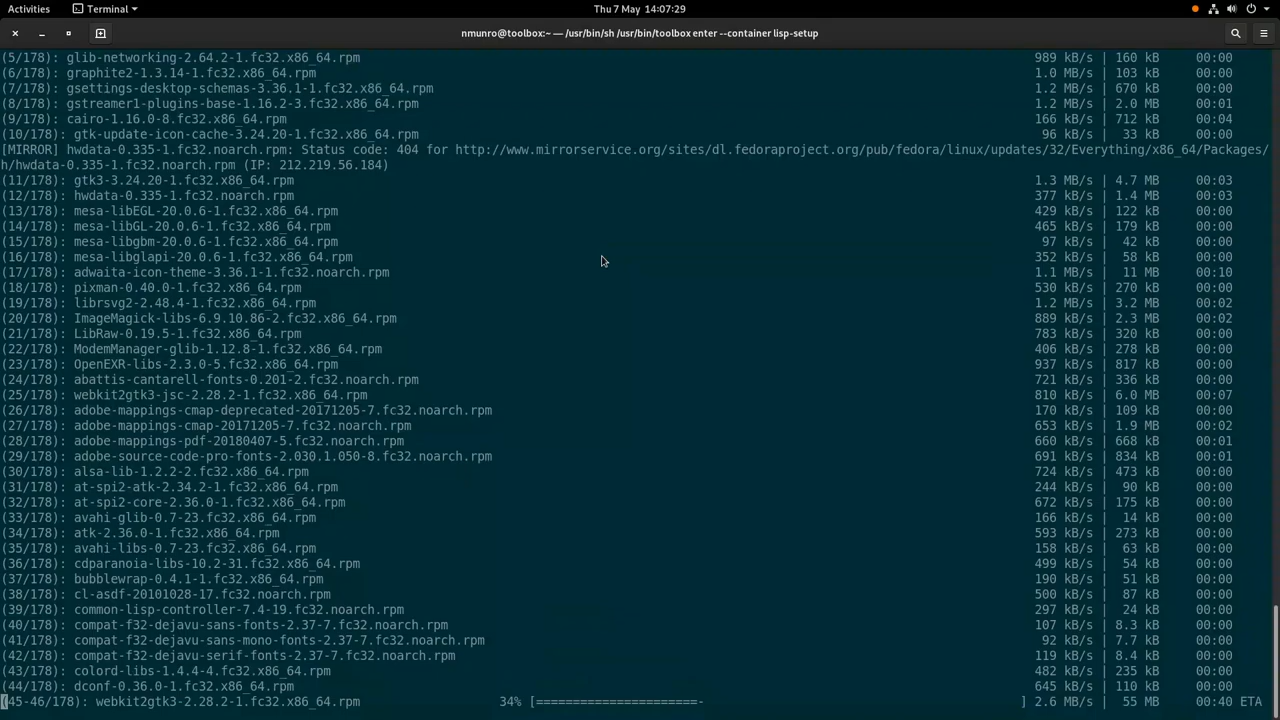 Activities Terminal Thu 7 May 14:07:29
nmunro@toolbox:~ — /usr/bin/sh /usr/bin/toolbox enter --container lisp-setup
(5/178): glib-networking-2.64.2-1.fc32.x86_64.rpm 989 kB/s | 160 kB 00:00
(6/178): graphite2-1.3.14-1.fc32.x86_64.rpm 1.0 MB/s | 103 kB 00:00
(7/178): gsettings-desktop-schemas-3.36.1-1.fc32.x86_64.rpm 1.2 MB/s | 670 kB 00:00
(8/178): gstreamer1-plugins-base-1.16.2-3.fc32.x86_64.rpm 1.2 MB/s | 2.0 MB 00:01
(9/178): cairo-1.16.0-8.fc32.x86_64.rpm 166 kB/s | 712 kB 00:04
(10/178): gtk-update-icon-cache-3.24.20-1.fc32.x86_64.rpm 96 kB/s | 33 kB 00:00
[MIRROR] hwdata-0.335-1.fc32.noarch.rpm: Status code: 404 for http://www.mirrorservice.org/sites/dl.fedoraproject.org/pub/fedora/linux/updates/32/Everything/x86_64/Packages/
h/hwdata-0.335-1.fc32.noarch.rpm (IP: 212.219.56.184)
(11/178): gtk3-3.24.20-1.fc32.x86_64.rpm 1.3 MB/s | 4.7 MB 00:03
(12/178): hwdata-0.335-1.fc32.noarch.rpm 377 kB/s | 1.4 MB 00:03
(13/178): mesa-libEGL-20.0.6-1.fc32.x86_64.rpm 429 kB/s | 122 kB 00:00
(14/178): mesa-libGL-20.0.6-1.fc32.x86_64.rpm 465 kB/s | 179 kB 00:00
(15/178): mesa-libgbm-20.0.6-1.fc32.x86_64.rpm 97 kB/s | 42 kB 00:00
(16/178): mesa-libglapi-20.0.6-1.fc32.x86_64.rpm 352 kB/s | 58 kB 00:00
(17/178): adwaita-icon-theme-3.36.1-1.fc32.noarch.rpm 1.1 MB/s | 11 MB 00:10
(18/178): pixman-0.40.0-1.fc32.x86_64.rpm 530 kB/s | 270 kB 00:00
(19/178): librsvg2-2.48.4-1.fc32.x86_64.rpm 1.2 MB/s | 3.2 MB 00:02
(20/178): ImageMagick-libs-6.9.10.86-2.fc32.x86_64.rpm 889 kB/s | 2.3 MB 00:02
(21/178): LibRaw-0.19.5-1.fc32.x86_64.rpm 783 kB/s | 320 kB 00:00
(22/178): ModemManager-glib-1.12.8-1.fc32.x86_64.rpm 406 kB/s | 278 kB 00:00
(23/178): OpenEXR-libs-2.3.0-5.fc32.x86_64.rpm 937 kB/s | 817 kB 00:00
(24/178): abattis-cantarell-fonts-0.201-2.fc32.noarch.rpm 721 kB/s | 336 kB 00:00
(25/178): webkit2gtk3-jsc-2.28.2-1.fc32.x86_64.rpm 810 kB/s | 6.0 MB 00:07
(26/178): adobe-mappings-cmap-deprecated-20171205-7.fc32.noarch.rpm 170 kB/s | 109 kB 00:00
(27/178): adobe-mappings-cmap-20171205-7.fc32.noarch.rpm 653 kB/s | 1.9 MB 00:02
(28/178): adobe-mappings-pdf-20180407-5.fc32.noarch.rpm 660 kB/s | 668 kB 00:01
(29/178): adobe-source-code-pro-fonts-2.030.1.050-8.fc32.noarch.rpm 691 kB/s | 834 kB 00:01
(30/178): alsa-lib-1.2.2-2.fc32.x86_64.rpm 724 kB/s | 473 kB 00:00
(31/178): at-spi2-atk-2.34.2-1.fc32.x86_64.rpm 244 kB/s | 90 kB 00:00
(32/178): at-spi2-core-2.36.0-1.fc32.x86_64.rpm 672 kB/s | 175 kB 00:00
(33/178): avahi-glib-0.7-23.fc32.x86_64.rpm 166 kB/s | 14 kB 00:00
(34/178): atk-2.36.0-1.fc32.x86_64.rpm 593 kB/s | 273 kB 00:00
(35/178): avahi-libs-0.7-23.fc32.x86_64.rpm 158 kB/s | 63 kB 00:00
(36/178): cdparanoia-libs-10.2-31.fc32.x86_64.rpm 499 kB/s | 54 kB 00:00
(37/178): bubblewrap-0.4.1-1.fc32.x86_64.rpm 190 kB/s | 51 kB 00:00
(38/178): cl-asdf-20101028-17.fc32.noarch.rpm 500 kB/s | 87 kB 00:00
(39/178): common-lisp-controller-7.4-19.fc32.noarch.rpm 297 kB/s | 24 kB 00:00
(40/178): compat-f32-dejavu-sans-fonts-2.37-7.fc32.noarch.rpm 107 kB/s | 8.3 kB 00:00
(41/178): compat-f32-dejavu-sans-mono-fonts-2.37-7.fc32.noarch.rpm 92 kB/s | 7.7 kB 00:00
(42/178): compat-f32-dejavu-serif-fonts-2.37-7.fc32.noarch.rpm 119 kB/s | 8.4 kB 00:00
(43/178): colord-libs-1.4.4-4.fc32.x86_64.rpm 482 kB/s | 235 kB 00:00
(44/178): dconf-0.36.0-1.fc32.x86_64.rpm 645 kB/s | 110 kB 00:00
(45-46/178): webkit2gtk3-2.28.2-1.fc32.x86_64.rpm 34% [======================- ] 2.6 MB/s | 55 MB 00:40 ETA